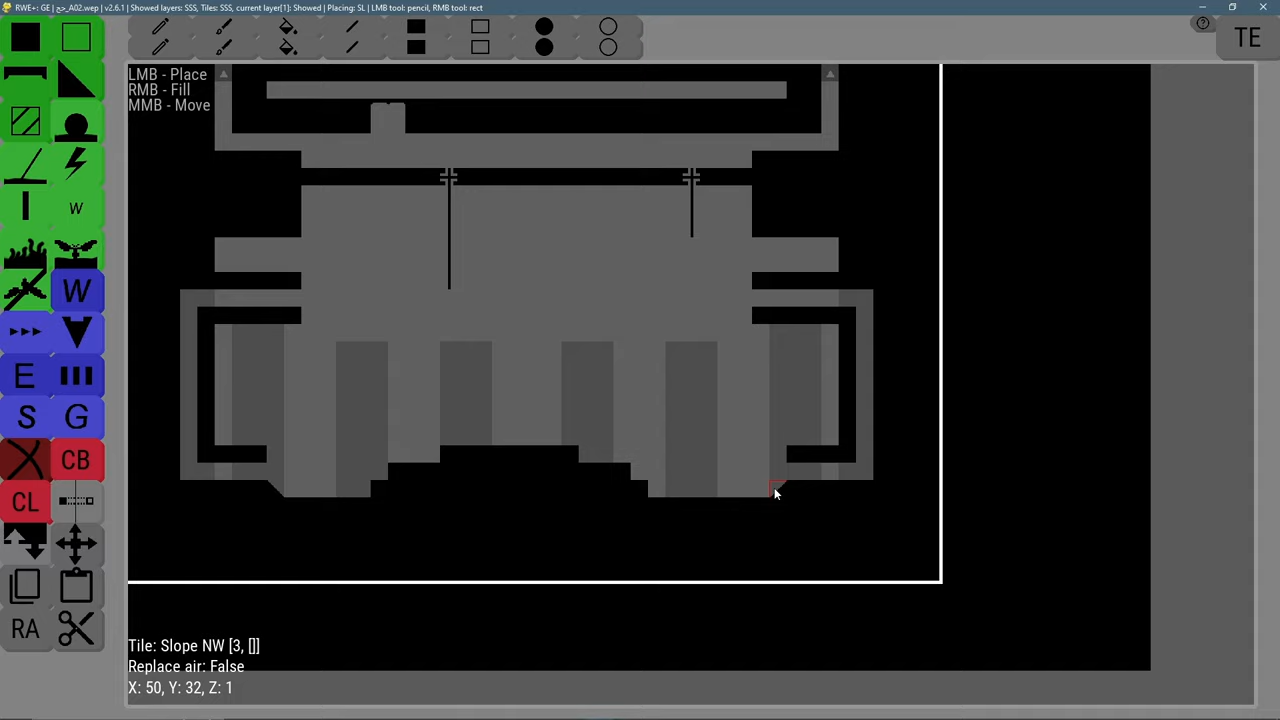 RWE+: GE | جح_A02.wep | v2.6.1 | Showed layers: SSS, Tiles: SSS, current layer[1]: Showed | Placing: SL | LMB tool: pencil, RMB tool: rect
TE
LMB - Place
RMB - Fill
MMB - Move
W
W
E
S
G
CB
CL
RA
Tile: Slope NW [3, []]
Replace air: False
X: 50, Y: 32, Z: 1